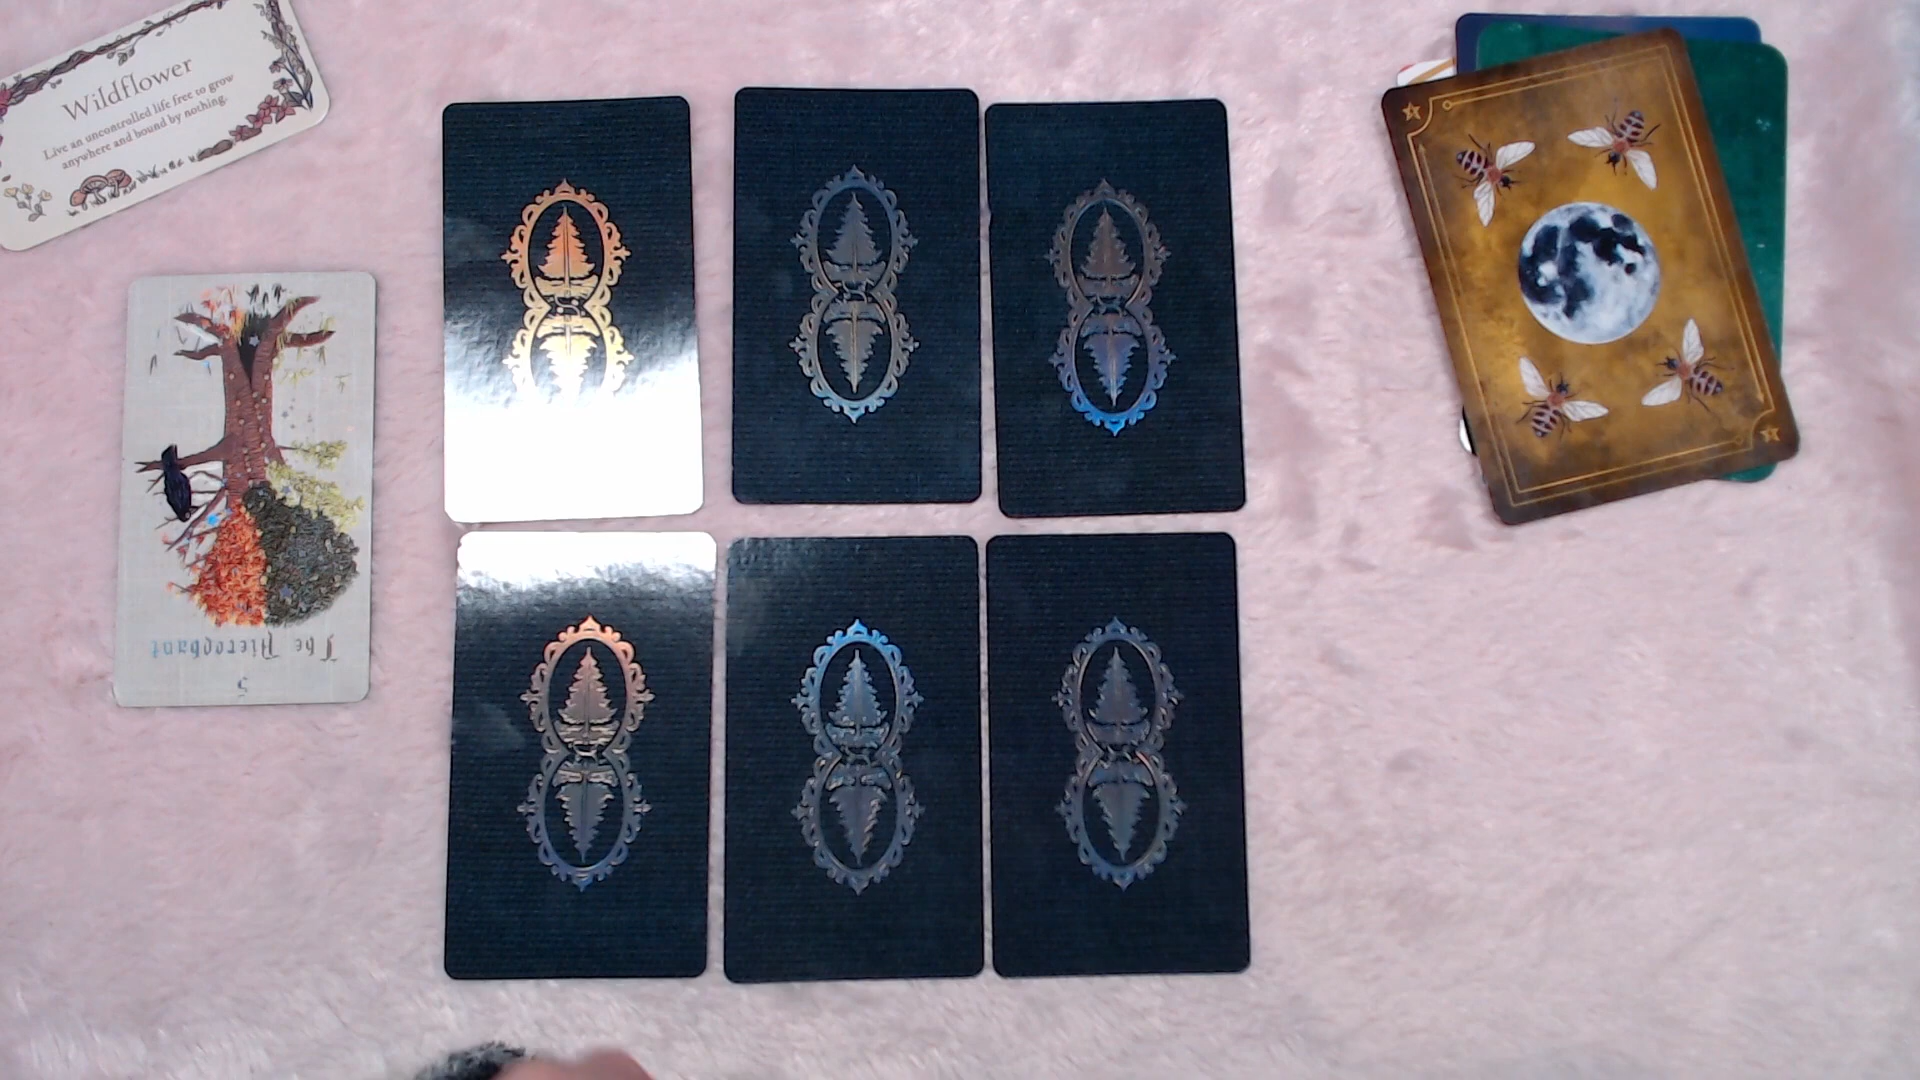 Wildflower
Live an uncontrolled life free to grow
anywhere and bound by nothing.
The Hierophant
5